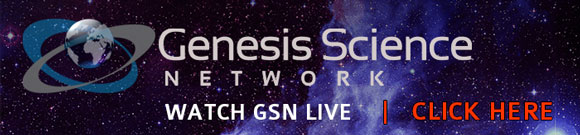 Genesis Science
NETWORK
WATCH GSN LIVE | CLICK HERE